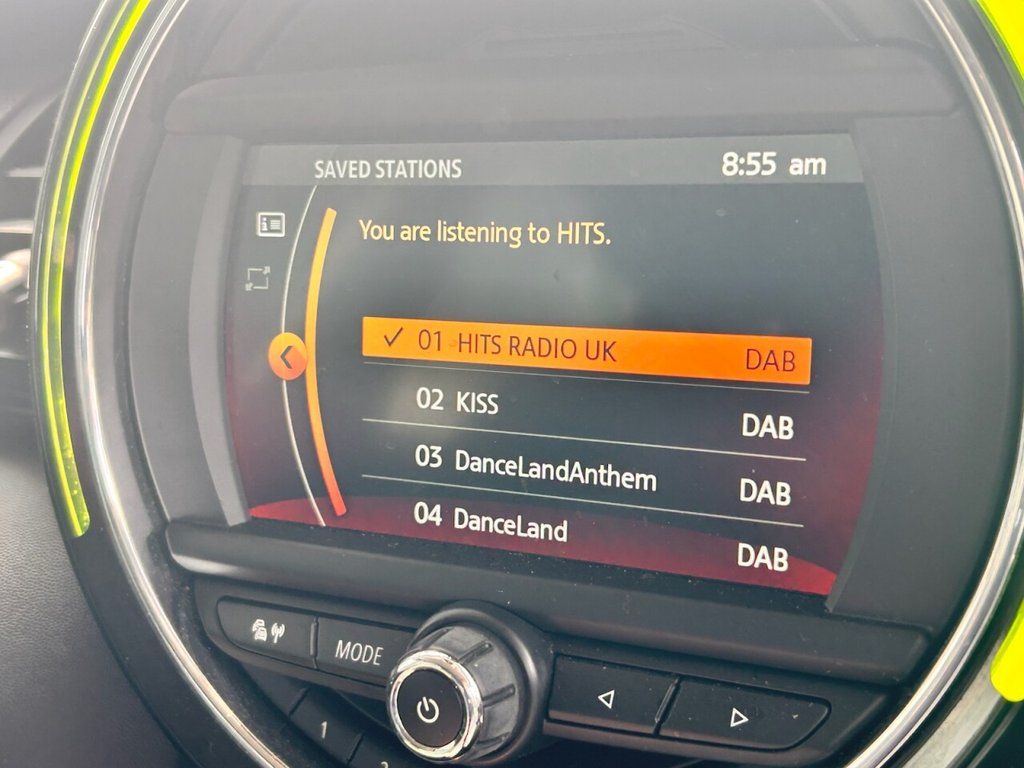 SAVED STATIONS 8:55 am
You are listening to HITS.
✓ 01 HITS RADIO UK DAB
02 KISS DAB
03 DanceLandAnthem DAB
04 DanceLand DAB
MODE
1